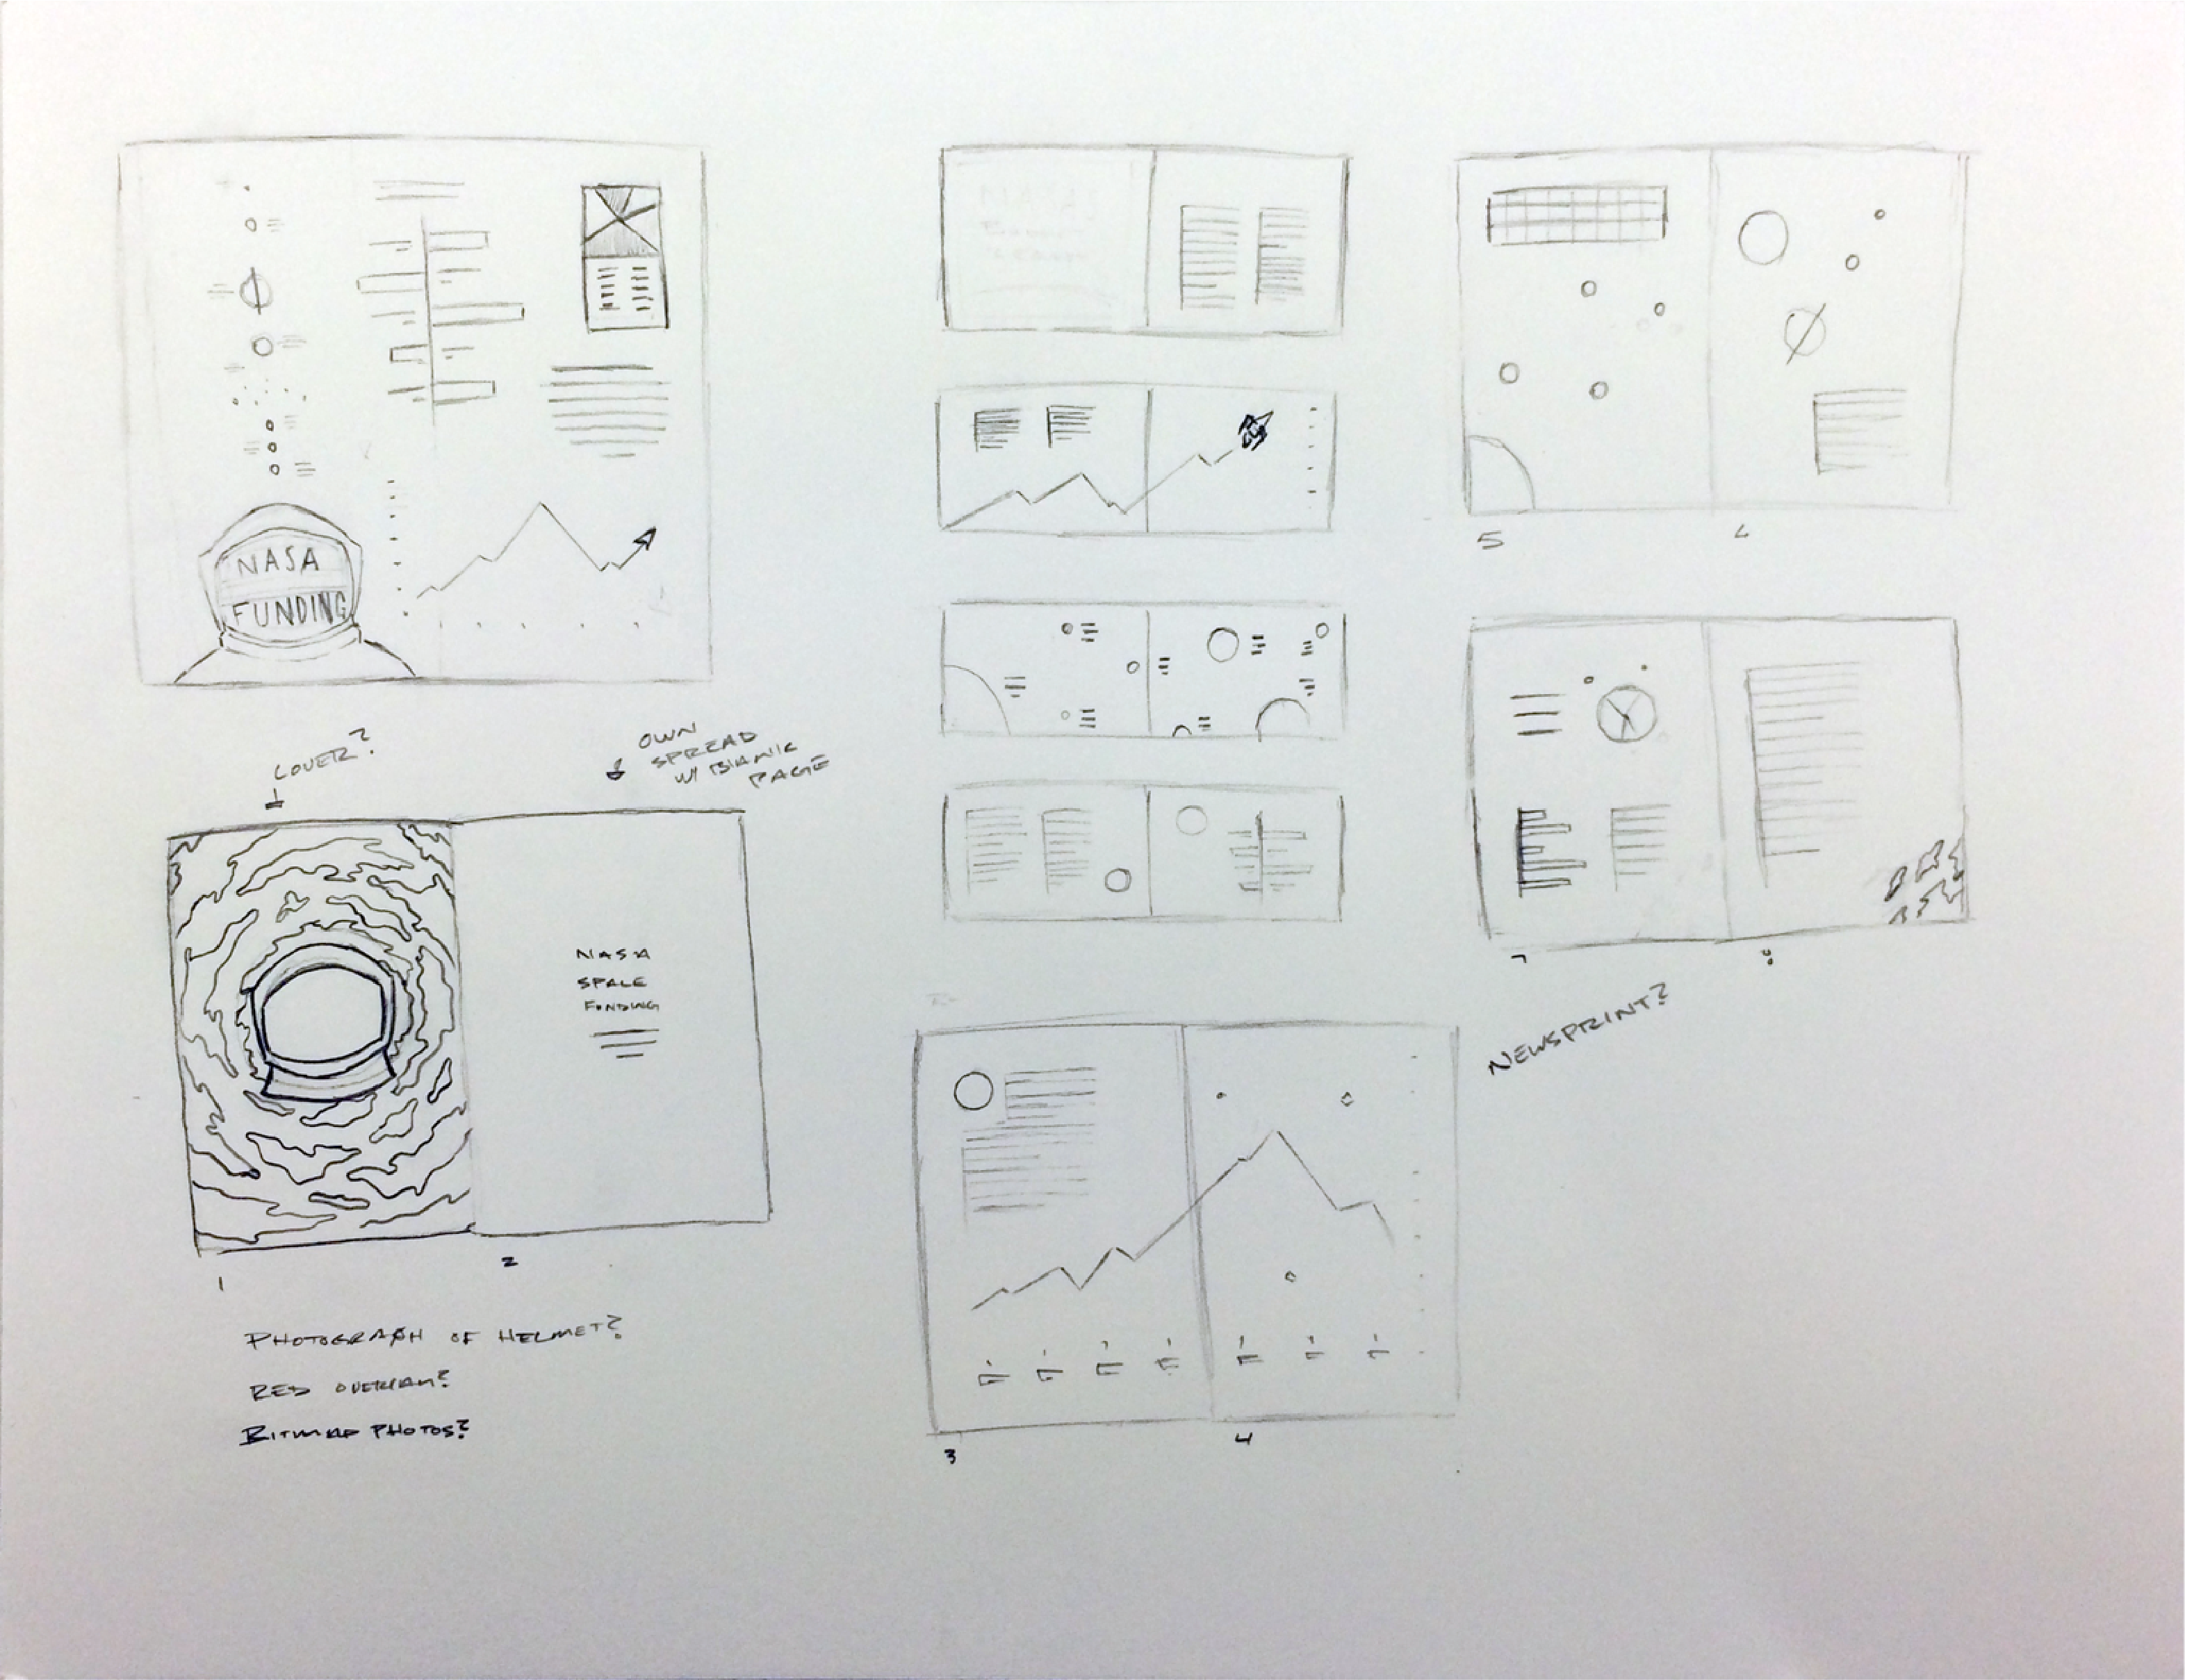 NASA
FUNDING
COVER?
OWN
SPREAD
W/ BLANK
PAGE
NASA
SPACE
FUNDING
1
2
PHOTOGRAPH OF HELMET?
RED OVERLAY?
BITMAP PHOTOS?
3
4
5
6
7
8
NEWSPRINT?